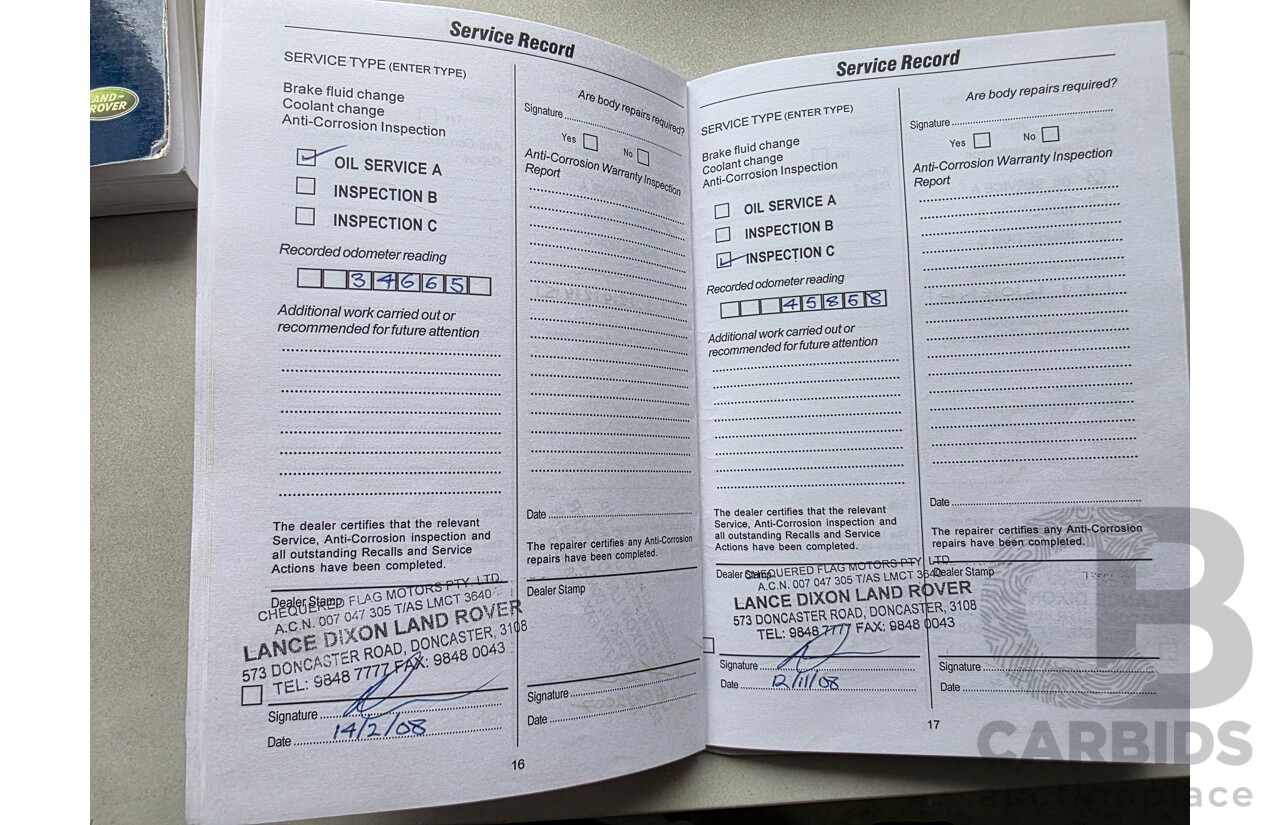 LAND-
ROVER
Service Record
SERVICE TYPE (ENTER TYPE)
Brake fluid change
Coolant change
Anti-Corrosion Inspection
OIL SERVICE A
INSPECTION B
INSPECTION C
Recorded odometer reading
34665
Additional work carried out or
recommended for future attention
The dealer certifies that the relevant
Service, Anti-Corrosion inspection and
all outstanding Recalls and Service
Actions have been completed.
Dealer Stamp
CHEQUERED FLAG MOTORS PTY. LTD.
A.C.N. 007 047 305 T/AS LMCT 3640
LANCE DIXON LAND ROVER
573 DONCASTER ROAD, DONCASTER, 3108
TEL: 9848 7777 FAX: 9848 0043
Signature
Date 14/2/08
Are body repairs required?
Signature
Yes No
Anti-Corrosion Warranty Inspection
Report
Date
The repairer certifies any Anti-Corrosion
repairs have been completed.
Dealer Stamp
Signature
Date
16
Service Record
SERVICE TYPE (ENTER TYPE)
Brake fluid change
Coolant change
Anti-Corrosion Inspection
OIL SERVICE A
INSPECTION B
INSPECTION C
Recorded odometer reading
45858
Additional work carried out or
recommended for future attention
The dealer certifies that the relevant
Service, Anti-Corrosion inspection and
all outstanding Recalls and Service
Actions have been completed.
Dealer Stamp
CHEQUERED FLAG MOTORS PTY. LTD
A.C.N. 007 047 305 T/AS LMCT 3640
LANCE DIXON LAND ROVER
573 DONCASTER ROAD, DONCASTER, 3108
TEL: 9848 7777 FAX: 9848 0043
Signature
Date 12/11/08
Are body repairs required?
Signature
Yes No
Anti-Corrosion Warranty Inspection
Report
Date
The repairer certifies any Anti-Corrosion
repairs have been completed.
Dealer Stamp
Signature
Date
17
CB
CARBIDS
auctionplace